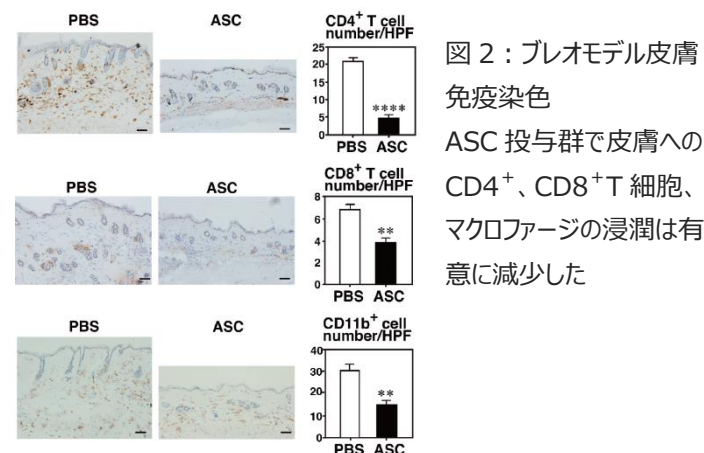 PBS ASC CD4⁺ T cell
number/HPF
25
20
15
10
5
0
****
PBS ASC
PBS ASC CD8⁺ T cell
number/HPF
8
6
4
2
0
**
PBS ASC
PBS ASC CD11b⁺ cell
number/HPF
40
30
20
10
0
**
PBS ASC
図 2：ブレオモデル皮膚
免疫染色
ASC 投与群で皮膚への
CD4⁺、CD8⁺T 細胞、
マクロファージの浸潤は有
意に減少した